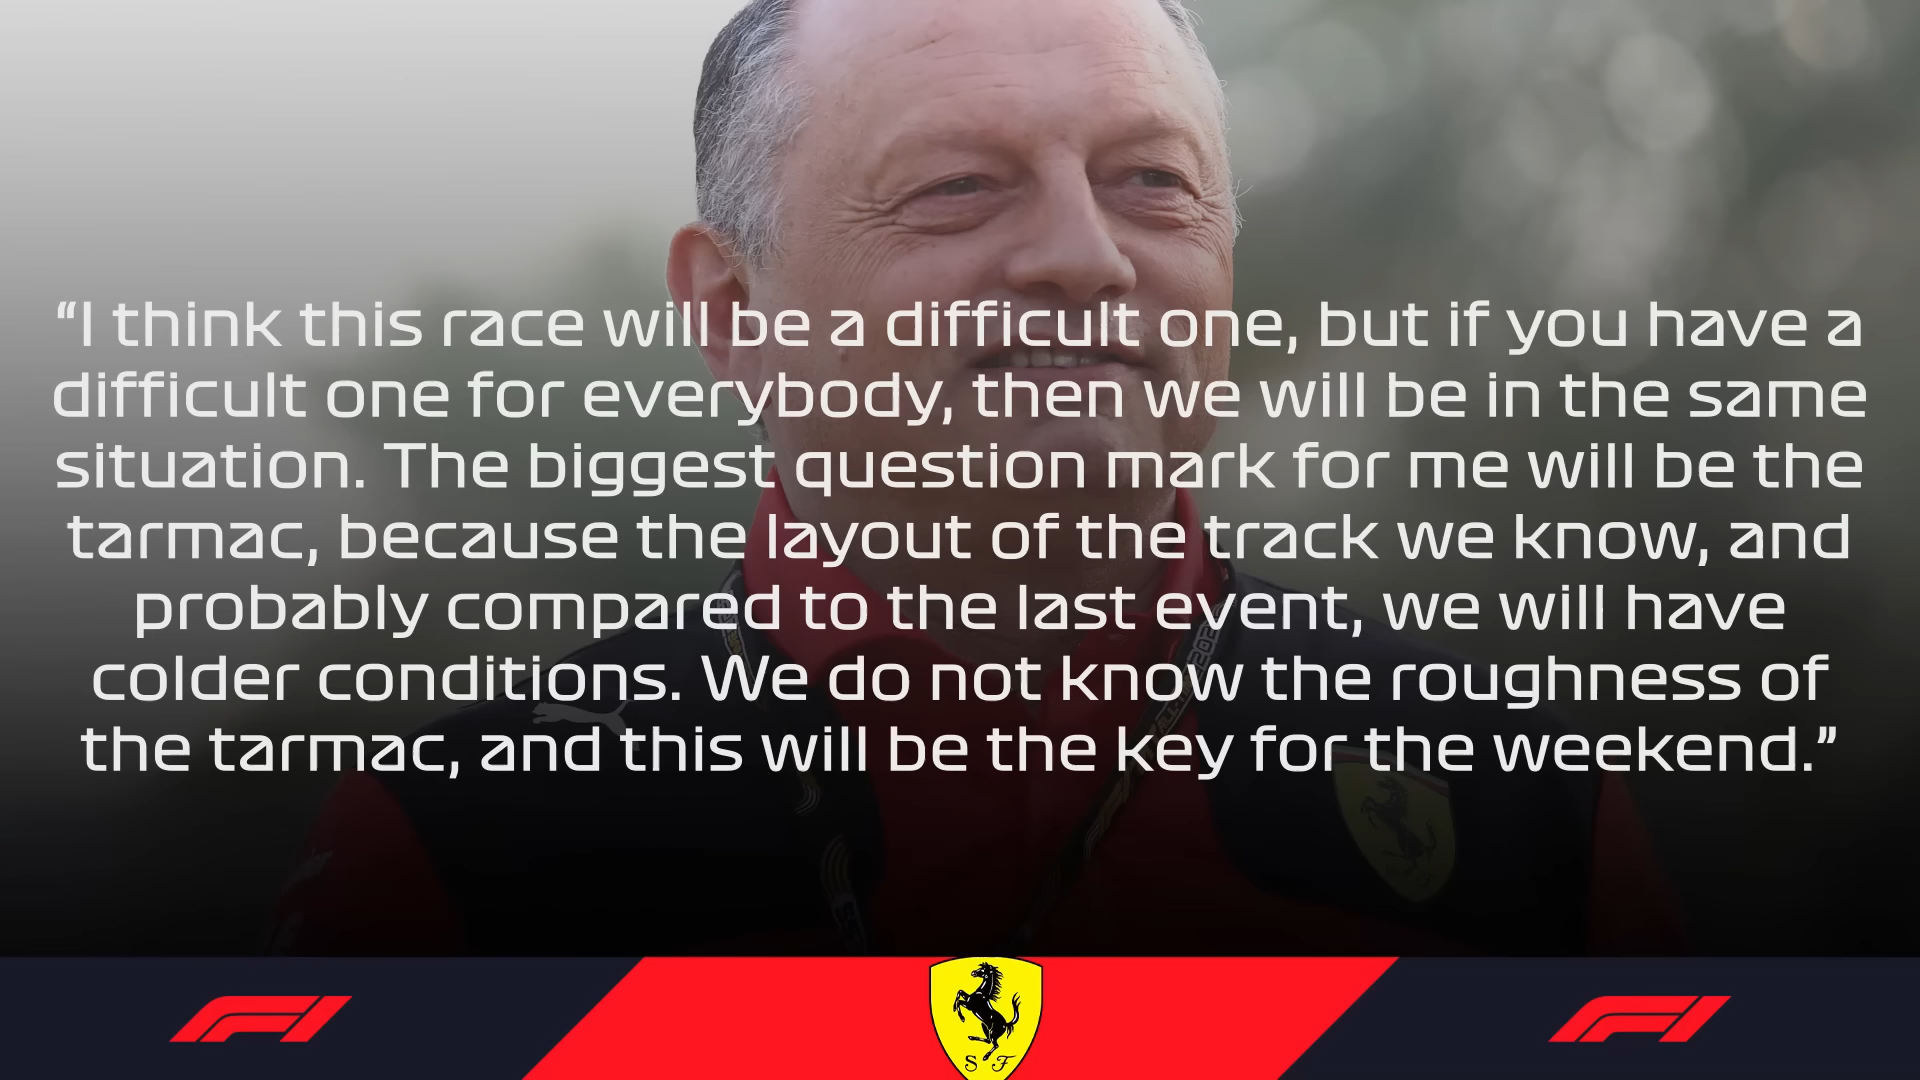 “I think this race will be a difficult one, but if you have a
difficult one for everybody, then we will be in the same
situation. The biggest question mark for me will be the
tarmac, because the layout of the track we know, and
probably compared to the last event, we will have
colder conditions. We do not know the roughness of
the tarmac, and this will be the key for the weekend.”
F1
S F
F1